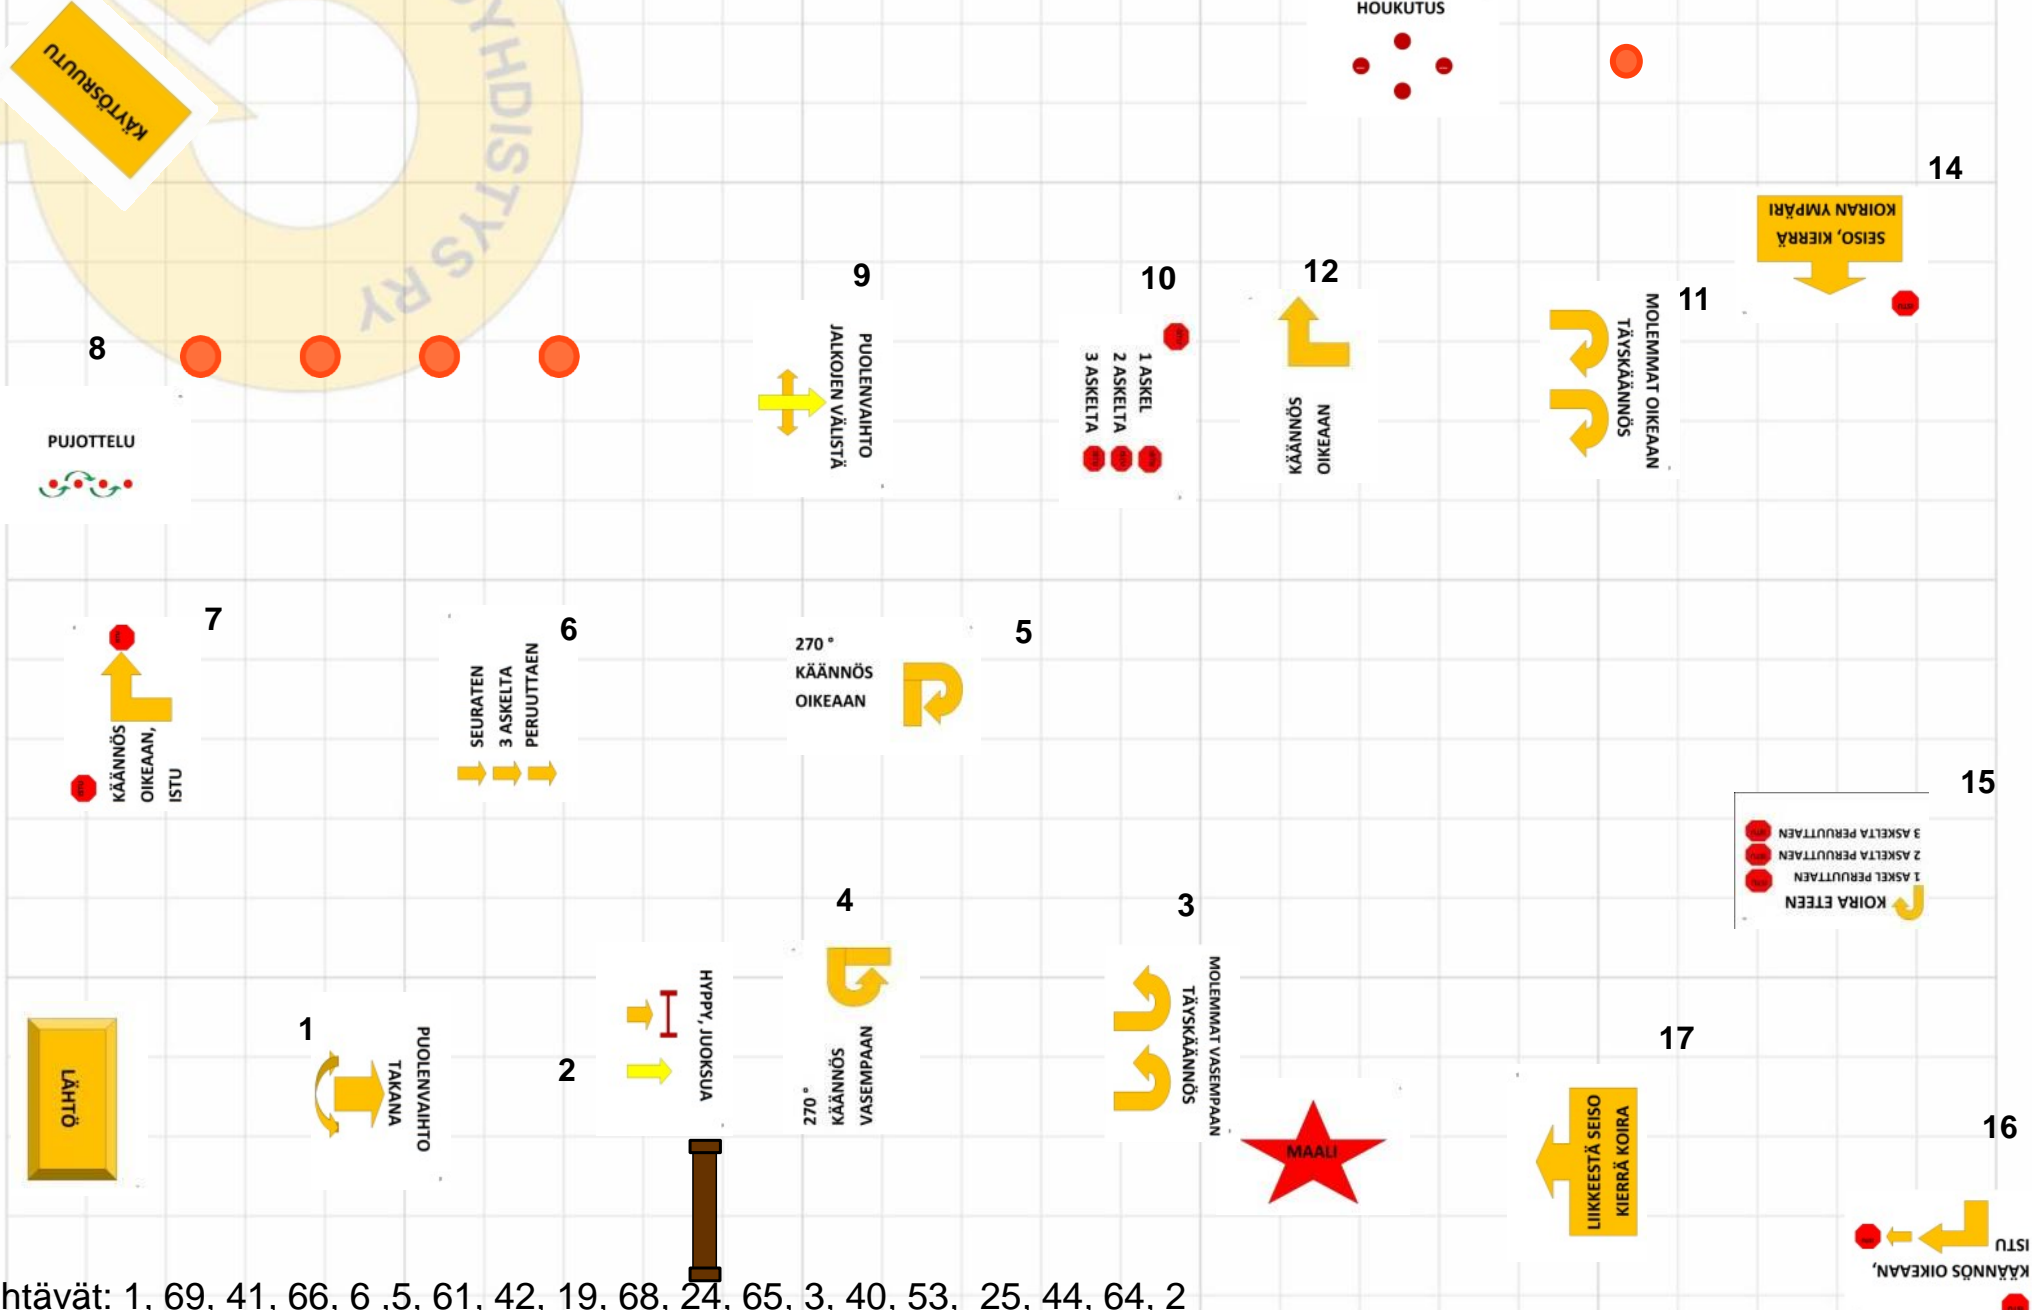 HOUKUTUS
KÄYTÖSRUUTU
YHDISTYS RY
14
SEISO, KIERRÄ
KOIRAN YMPÄRI
8
PUJOTTELU
9
PUOLENVAIHTO
JALKOJEN VÄLISTÄ
10
1 ASKEL
2 ASKELTA
3 ASKELTA
12
KÄÄNNÖS
OIKEAAN
11
MOLEMMAT OIKEAAN
TÄYSKÄÄNNÖS
7
KÄÄNNÖS
OIKEAAN,
ISTU
6
SEURATEN
3 ASKELTA
PERUUTTAEN
5
270 °
KÄÄNNÖS
OIKEAAN
15
KOIRA ETEEN
1 ASKEL PERUUTTAEN
2 ASKELTA PERUUTTAEN
3 ASKELTA PERUUTTAEN
LÄHTÖ
1
PUOLENVAIHTO
TAKANA
2
HYPPY, JUOKSUA
4
270 °
KÄÄNNÖS
VASEMPAAN
3
MOLEMMAT VASEMPAAN
TÄYSKÄÄNNÖS
MAALI
17
LIIKKEESTÄ SEISO
KIERRÄ KOIRA
16
KÄÄNNÖS OIKEAAN,
ISTU
htävät: 1, 69, 41, 66, 6 ,5, 61, 42, 19, 68, 24, 65, 3, 40, 53, 25, 44, 64, 2